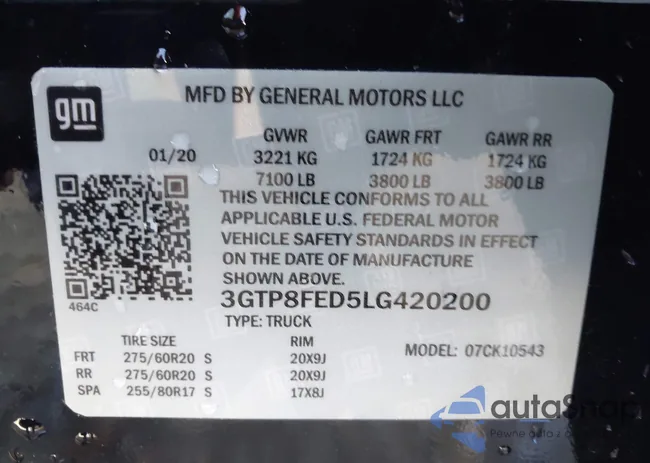 gm
MFD BY GENERAL MOTORS LLC
GVWR GAWR FRT GAWR RR
01/20 3221 KG 1724 KG 1724 KG
7100 LB 3800 LB 3800 LB
THIS VEHICLE CONFORMS TO ALL
APPLICABLE U.S. FEDERAL MOTOR
VEHICLE SAFETY STANDARDS IN EFFECT
ON THE DATE OF MANUFACTURE
SHOWN ABOVE.
464C
3GTP8FED5LG420200
TYPE: TRUCK
TIRE SIZE RIM
MODEL: 07CK10543
FRT 275/60R20 S 20X9J
RR 275/60R20 S 20X9J
SPA 255/80R17 S 17X8J
autoSnap
Pewne auta z